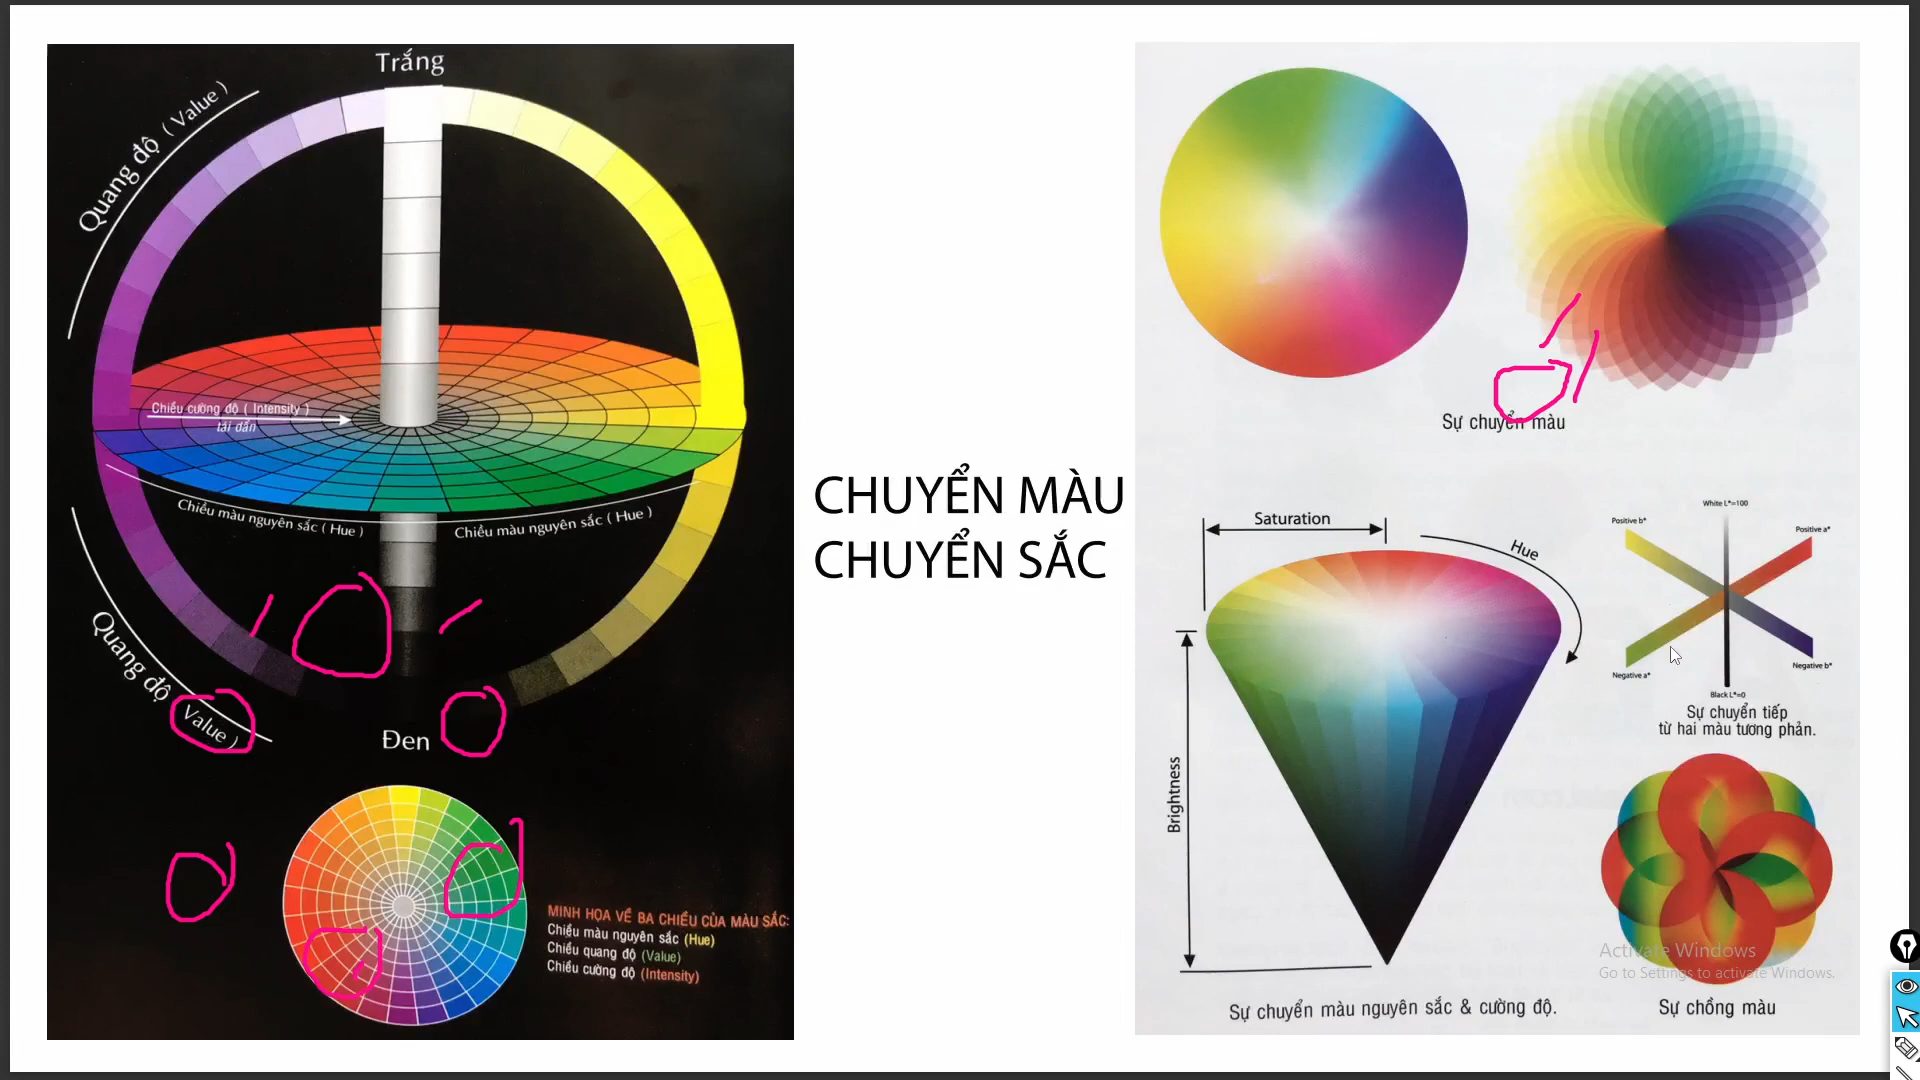 Trắng
Quang độ ( Value )
Chiều cường độ ( Intensity )
tái dần
Chiều màu nguyên sắc ( Hue )
Chiều màu nguyên sắc ( Hue )
Quang độ
Value )
Đen
MINH HỌA VỀ BA CHIỀU CỦA MÀU SẮC:
Chiều màu nguyên sắc (Hue)
Chiều quang độ (Value)
Chiều cường độ (Intensity)
CHUYỂN MÀU
CHUYỂN SẮC
Sự chuyển màu
Saturation
Hue
Brightness
Sự chuyển màu nguyên sắc & cường độ.
White L*=100
Positive b*
Positive a*
Negative a*
Negative b*
Black L*=0
Sự chuyển tiếp
từ hai màu tương phản.
Activate Windows
Go to Settings to activate Windows.
Sự chồng màu